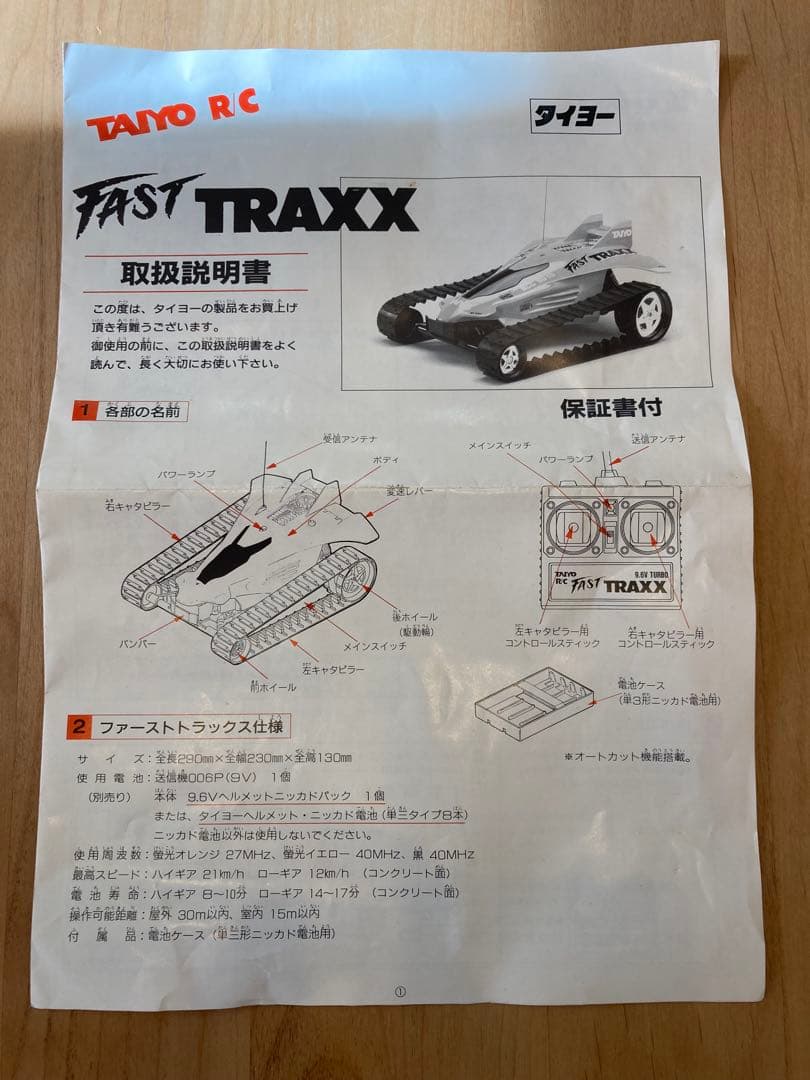 TAIYO R/C
タイヨー
FAST TRAXX
取扱説明書
この度は、タイヨーの製品をお買上げ
頂き有難うございます。
御使用の前に、この取扱説明書をよく
読んで、長く大切にお使い下さい。
TAIYO
FAST TRAXX
保証書付
1 各部の名前
受信アンテナ
パワーランプ
ボディ
変速レバー
右キャタピラー
バンパー
後ホイール
(駆動輪)
メインスイッチ
左キャタピラー
前ホイール
メインスイッチ
送信アンテナ
パワーランプ
TAIYO R/C FAST TRAXX 9.6V TURBO
左キャタピラー用
コントロールスティック
右キャタピラー用
コントロールスティック
電池ケース
(単3形ニッカド電池用)
※オートカット機能搭載。
2 ファーストトラックス仕様
サイズ:全長290mm×全幅230mm×全高130mm
使用電池:送信機006P(9V) 1個
(別売り) 本体 9.6Vヘルメットニッカドパック 1個
または、タイヨーヘルメット・ニッカド電池(単三タイプ8本)
ニッカド電池以外は使用しないでください。
使用周波数:螢光オレンジ 27MHz、螢光イエロー 40MHz、黒 40MHz
最高スピード:ハイギア 21km/h ローギア 12km/h (コンクリート面)
電池寿命:ハイギア 8〜10分 ローギア 14〜17分 (コンクリート面)
操作可能距離:屋外 30m以内、室内 15m以内
付属品:電池ケース(単三形ニッカド電池用)
①